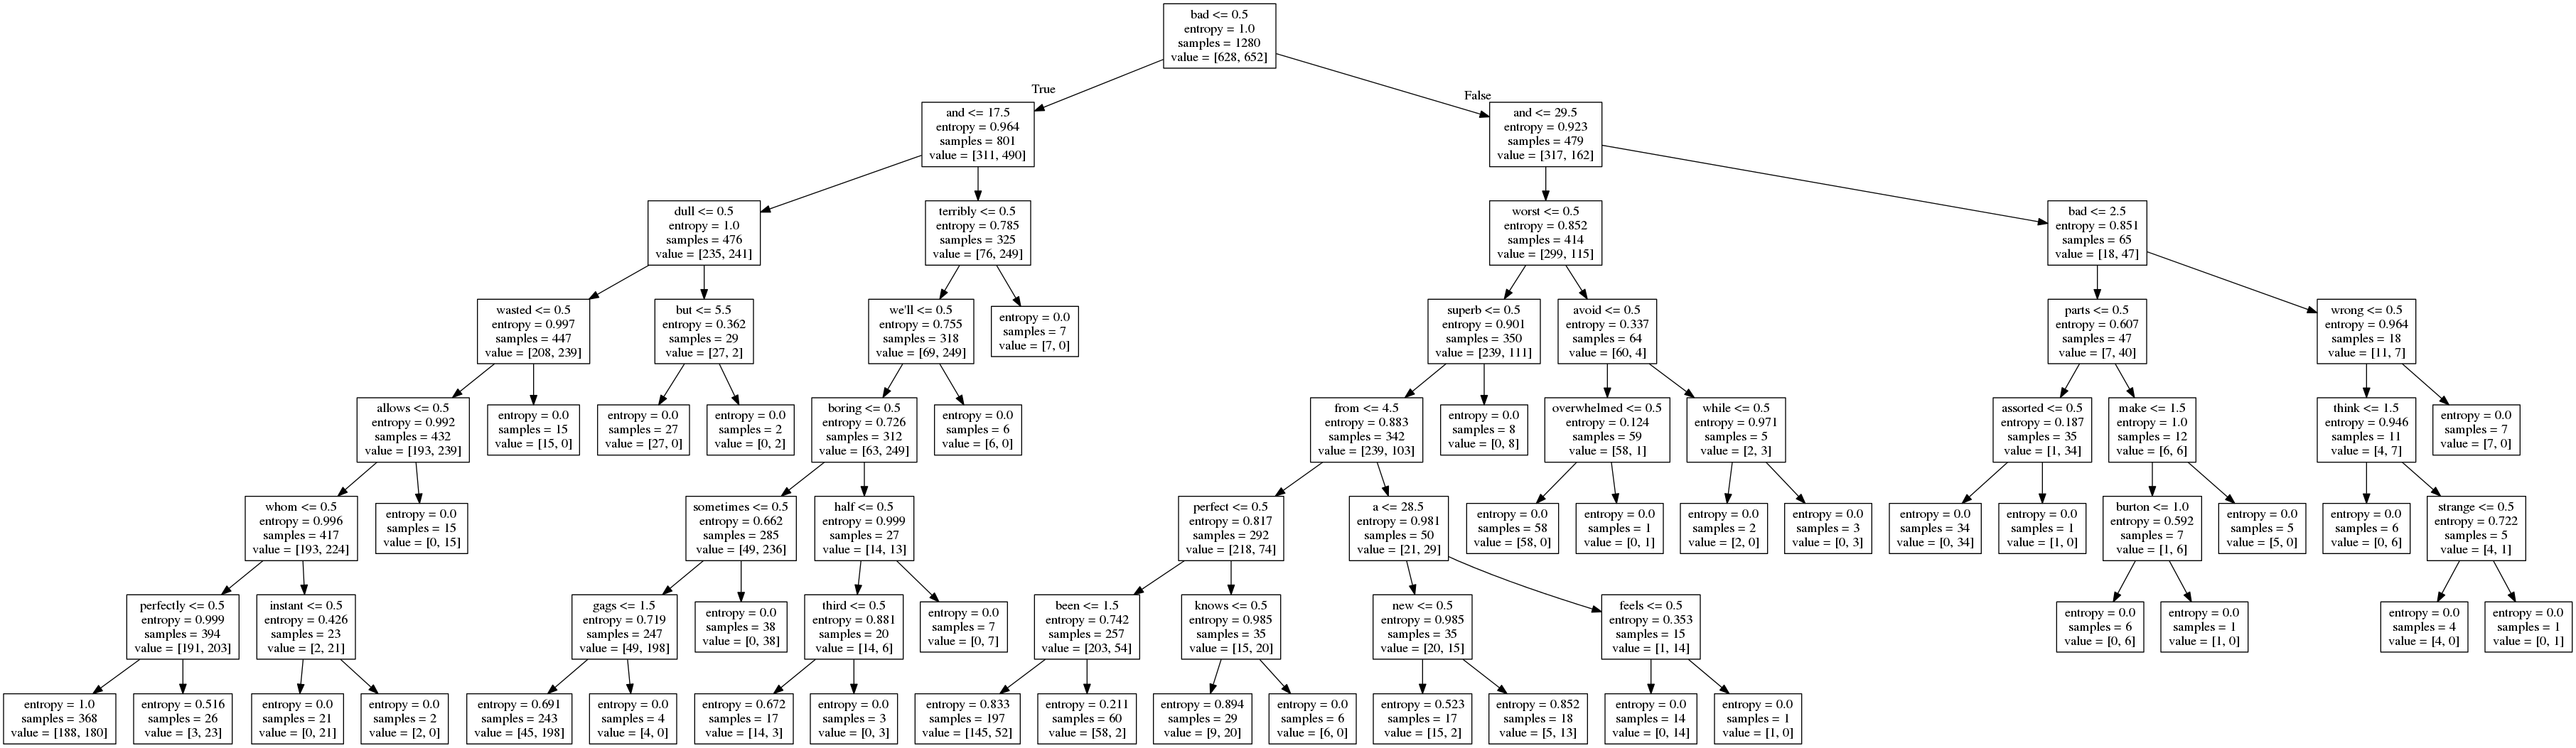 bad <= 0.5
entropy = 1.0
samples = 1280
value = [628, 652]
True
False
and <= 17.5
entropy = 0.964
samples = 801
value = [311, 490]
and <= 29.5
entropy = 0.923
samples = 479
value = [317, 162]
dull <= 0.5
entropy = 1.0
samples = 476
value = [235, 241]
terribly <= 0.5
entropy = 0.785
samples = 325
value = [76, 249]
worst <= 0.5
entropy = 0.852
samples = 414
value = [299, 115]
bad <= 2.5
entropy = 0.851
samples = 65
value = [18, 47]
wasted <= 0.5
entropy = 0.997
samples = 447
value = [208, 239]
but <= 5.5
entropy = 0.362
samples = 29
value = [27, 2]
we'll <= 0.5
entropy = 0.755
samples = 318
value = [69, 249]
entropy = 0.0
samples = 7
value = [7, 0]
superb <= 0.5
entropy = 0.901
samples = 350
value = [239, 111]
avoid <= 0.5
entropy = 0.337
samples = 64
value = [60, 4]
parts <= 0.5
entropy = 0.607
samples = 47
value = [7, 40]
wrong <= 0.5
entropy = 0.964
samples = 18
value = [11, 7]
allows <= 0.5
entropy = 0.992
samples = 432
value = [193, 239]
entropy = 0.0
samples = 15
value = [15, 0]
entropy = 0.0
samples = 27
value = [27, 0]
entropy = 0.0
samples = 2
value = [0, 2]
boring <= 0.5
entropy = 0.726
samples = 312
value = [63, 249]
entropy = 0.0
samples = 6
value = [6, 0]
from <= 4.5
entropy = 0.883
samples = 342
value = [239, 103]
entropy = 0.0
samples = 8
value = [0, 8]
overwhelmed <= 0.5
entropy = 0.124
samples = 59
value = [58, 1]
while <= 0.5
entropy = 0.971
samples = 5
value = [2, 3]
assorted <= 0.5
entropy = 0.187
samples = 35
value = [1, 34]
make <= 1.5
entropy = 1.0
samples = 12
value = [6, 6]
think <= 1.5
entropy = 0.946
samples = 11
value = [4, 7]
entropy = 0.0
samples = 7
value = [7, 0]
whom <= 0.5
entropy = 0.996
samples = 417
value = [193, 224]
entropy = 0.0
samples = 15
value = [0, 15]
sometimes <= 0.5
entropy = 0.662
samples = 285
value = [49, 236]
half <= 0.5
entropy = 0.999
samples = 27
value = [14, 13]
perfect <= 0.5
entropy = 0.817
samples = 292
value = [218, 74]
a <= 28.5
entropy = 0.981
samples = 50
value = [21, 29]
entropy = 0.0
samples = 58
value = [58, 0]
entropy = 0.0
samples = 1
value = [0, 1]
entropy = 0.0
samples = 2
value = [2, 0]
entropy = 0.0
samples = 3
value = [0, 3]
entropy = 0.0
samples = 34
value = [0, 34]
entropy = 0.0
samples = 1
value = [1, 0]
burton <= 1.0
entropy = 0.592
samples = 7
value = [1, 6]
entropy = 0.0
samples = 5
value = [5, 0]
entropy = 0.0
samples = 6
value = [0, 6]
strange <= 0.5
entropy = 0.722
samples = 5
value = [4, 1]
perfectly <= 0.5
entropy = 0.999
samples = 394
value = [191, 203]
instant <= 0.5
entropy = 0.426
samples = 23
value = [2, 21]
gags <= 1.5
entropy = 0.719
samples = 247
value = [49, 198]
entropy = 0.0
samples = 38
value = [0, 38]
third <= 0.5
entropy = 0.881
samples = 20
value = [14, 6]
entropy = 0.0
samples = 7
value = [0, 7]
been <= 1.5
entropy = 0.742
samples = 257
value = [203, 54]
knows <= 0.5
entropy = 0.985
samples = 35
value = [15, 20]
new <= 0.5
entropy = 0.985
samples = 35
value = [20, 15]
feels <= 0.5
entropy = 0.353
samples = 15
value = [1, 14]
entropy = 0.0
samples = 6
value = [0, 6]
entropy = 0.0
samples = 1
value = [1, 0]
entropy = 0.0
samples = 4
value = [4, 0]
entropy = 0.0
samples = 1
value = [0, 1]
entropy = 1.0
samples = 368
value = [188, 180]
entropy = 0.516
samples = 26
value = [3, 23]
entropy = 0.0
samples = 21
value = [0, 21]
entropy = 0.0
samples = 2
value = [2, 0]
entropy = 0.691
samples = 243
value = [45, 198]
entropy = 0.0
samples = 4
value = [4, 0]
entropy = 0.672
samples = 17
value = [14, 3]
entropy = 0.0
samples = 3
value = [0, 3]
entropy = 0.833
samples = 197
value = [145, 52]
entropy = 0.211
samples = 60
value = [58, 2]
entropy = 0.894
samples = 29
value = [9, 20]
entropy = 0.0
samples = 6
value = [6, 0]
entropy = 0.523
samples = 17
value = [15, 2]
entropy = 0.852
samples = 18
value = [5, 13]
entropy = 0.0
samples = 14
value = [0, 14]
entropy = 0.0
samples = 1
value = [1, 0]